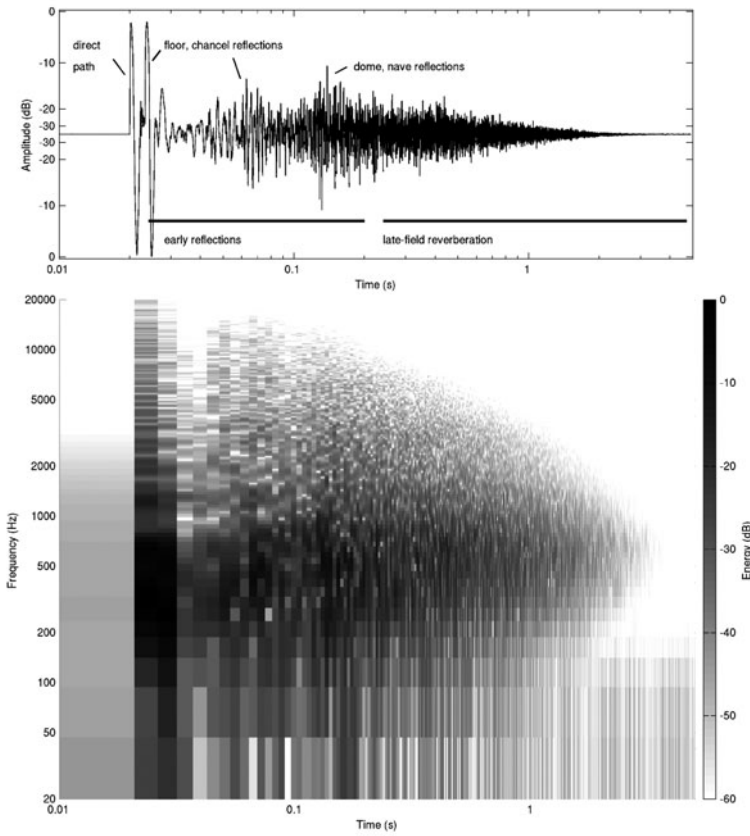 0
-10
-20
-30
-30
-20
-10
0
Amplitude (dB)
direct
path
floor, chancel reflections
dome, nave reflections
early reflections
late-field reverberation
0.01
0.1
1
Time (s)
20000
10000
5000
2000
1000
500
200
100
50
20
Frequency (Hz)
0.01
0.1
1
Time (s)
0
-10
-20
-30
-40
-50
-60
Energy (dB)